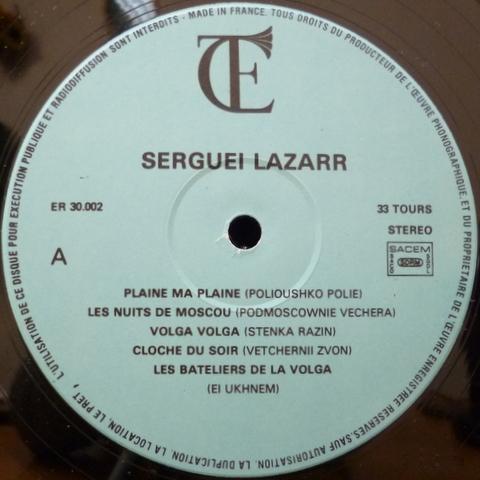 L'UTILISATION DE CE DISQUE POUR EXECUTION PUBLIQUE ET RADIODIFFUSION SONT INTERDITS - MADE IN FRANCE. TOUS DROITS DU PRODUCTEUR DE L'ŒUVRE PHONOGRAPHIQUE. ET DU PROPRIETAIRE DE L'ŒUVRE ENREGISTREE RESERVES. SAUF AUTORISATION. LA DUPLICATION. LA LOCATION. LE PRET,
TE
SERGUEI LAZARR
ER 30.002
33 TOURS
STEREO
A
SACEM
SACD
SDRM
SGDL
PLAINE MA PLAINE (POLIOUSHKO POLIE)
LES NUITS DE MOSCOU (PODMOSCOWNIE VECHERA)
VOLGA VOLGA (STENKA RAZIN)
CLOCHE DU SOIR (VETCHERNII ZVON)
LES BATELIERS DE LA VOLGA
(EI UKHNEM)